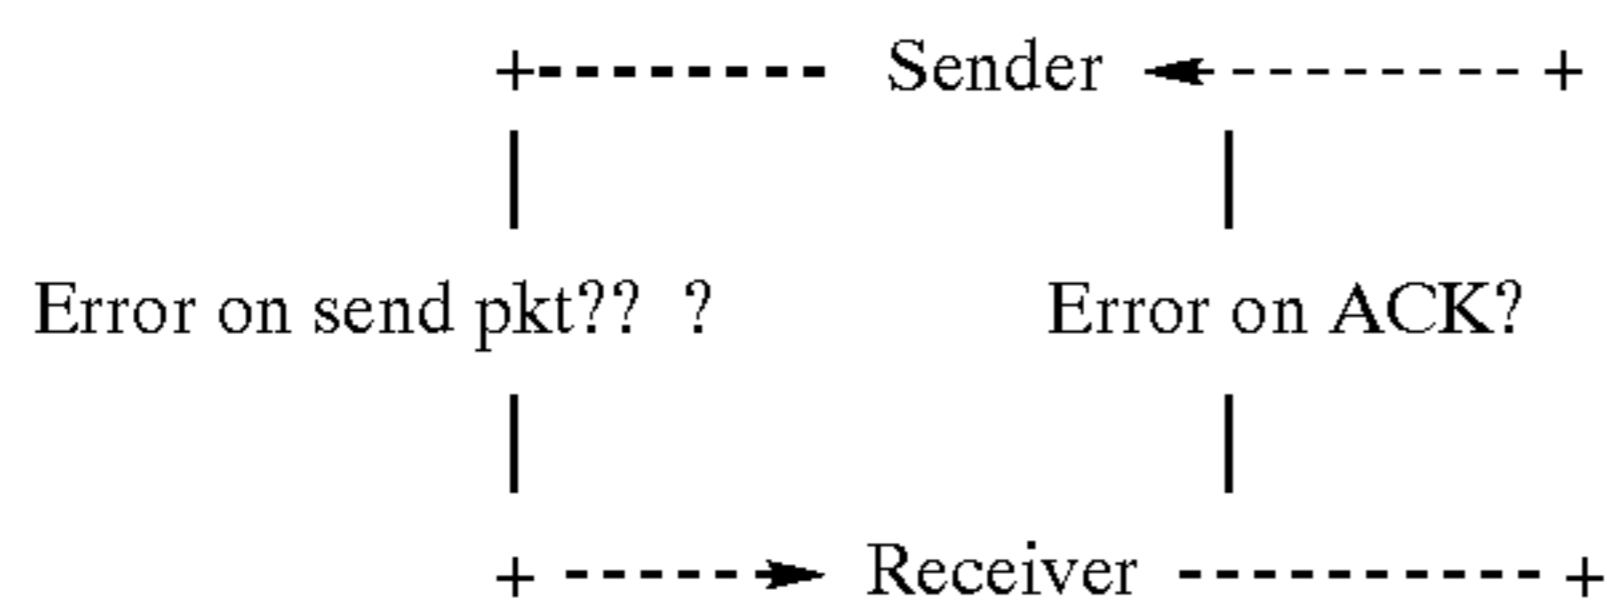 Sender
Error on send pkt?? ?
Error on ACK?
Receiver